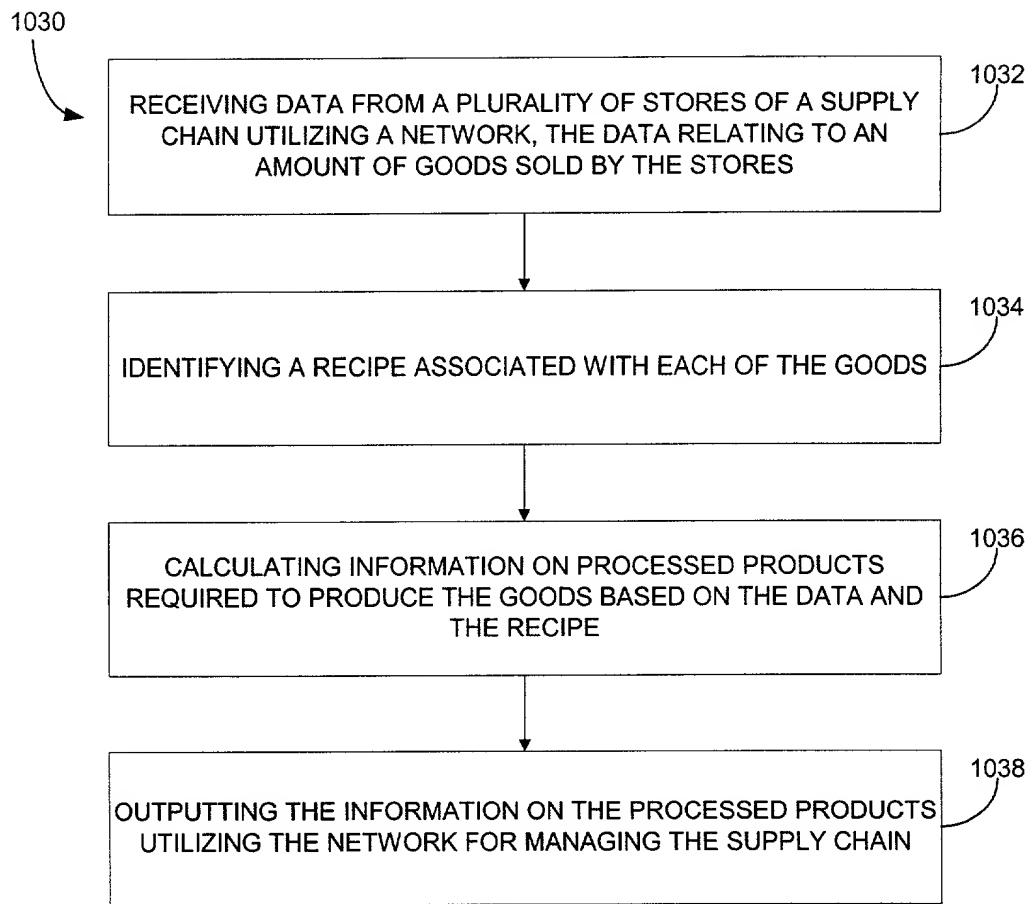 1030
1032
RECEIVING DATA FROM A PLURALITY OF STORES OF A SUPPLY
CHAIN UTILIZING A NETWORK, THE DATA RELATING TO AN
AMOUNT OF GOODS SOLD BY THE STORES
1034
IDENTIFYING A RECIPE ASSOCIATED WITH EACH OF THE GOODS
1036
CALCULATING INFORMATION ON PROCESSED PRODUCTS
REQUIRED TO PRODUCE THE GOODS BASED ON THE DATA AND
THE RECIPE
1038
OUTPUTTING THE INFORMATION ON THE PROCESSED PRODUCTS
UTILIZING THE NETWORK FOR MANAGING THE SUPPLY CHAIN